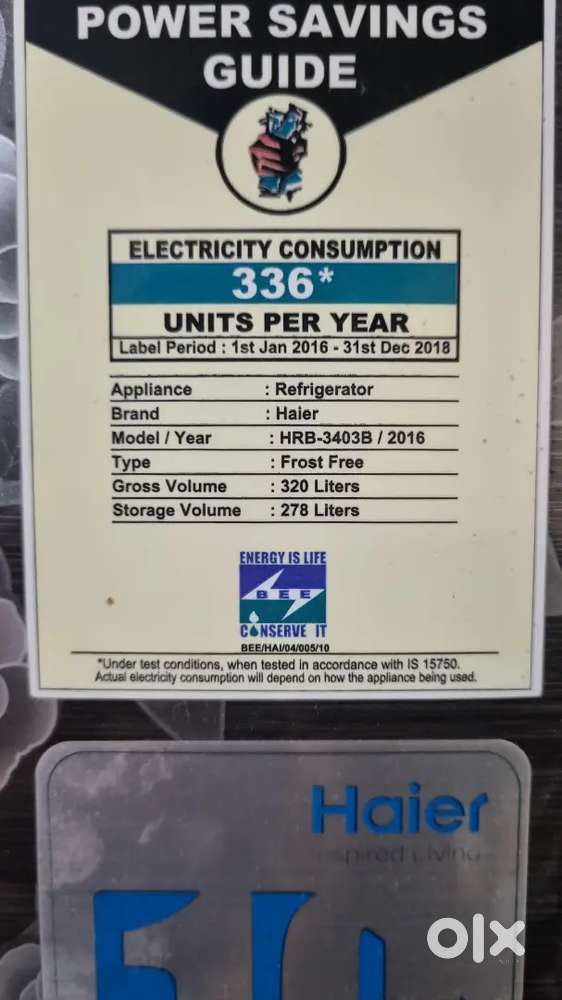 POWER SAVINGS
GUIDE
ELECTRICITY CONSUMPTION
336*
UNITS PER YEAR
Label Period : 1st Jan 2016 - 31st Dec 2018
Appliance : Refrigerator
Brand : Haier
Model / Year : HRB-3403B / 2016
Type : Frost Free
Gross Volume : 320 Liters
Storage Volume : 278 Liters
ENERGY IS LIFE
BEE
CONSERVE IT
BEE/HAI/04/005/10
*Under test conditions, when tested in accordance with IS 15750.
Actual electricity consumption will depend on how the appliance being used.
Haier
Inspired Living
olx